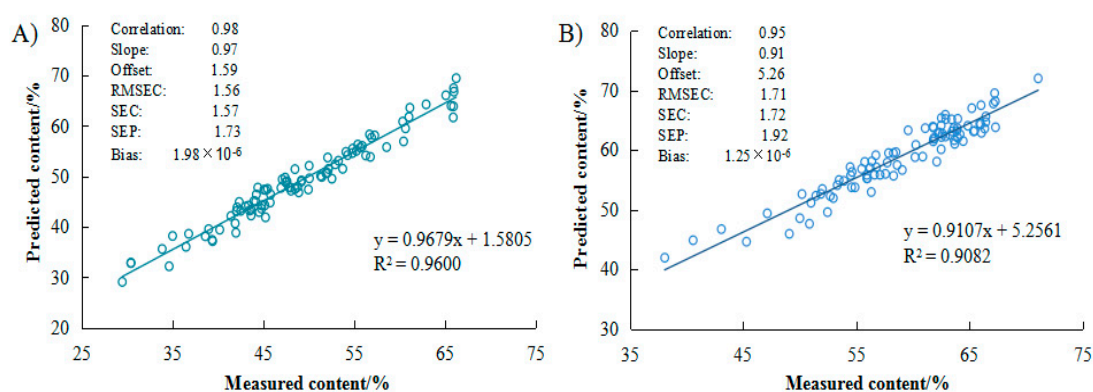 A)
Correlation: 0.98
Slope: 0.97
Offset: 1.59
RMSEC: 1.56
SEC: 1.57
SEP: 1.73
Bias: 1.98 × 10⁻⁶
y = 0.9679x + 1.5805
R² = 0.9600
Predicted content/%
80
70
60
50
40
30
20
25 35 45 55 65 75
Measured content/%
B)
Correlation: 0.95
Slope: 0.91
Offset: 5.26
RMSEC: 1.71
SEC: 1.72
SEP: 1.92
Bias: 1.25 × 10⁻⁶
y = 0.9107x + 5.2561
R² = 0.9082
Predicted content/%
80
70
60
50
40
30
35 45 55 65 75
Measured content/%